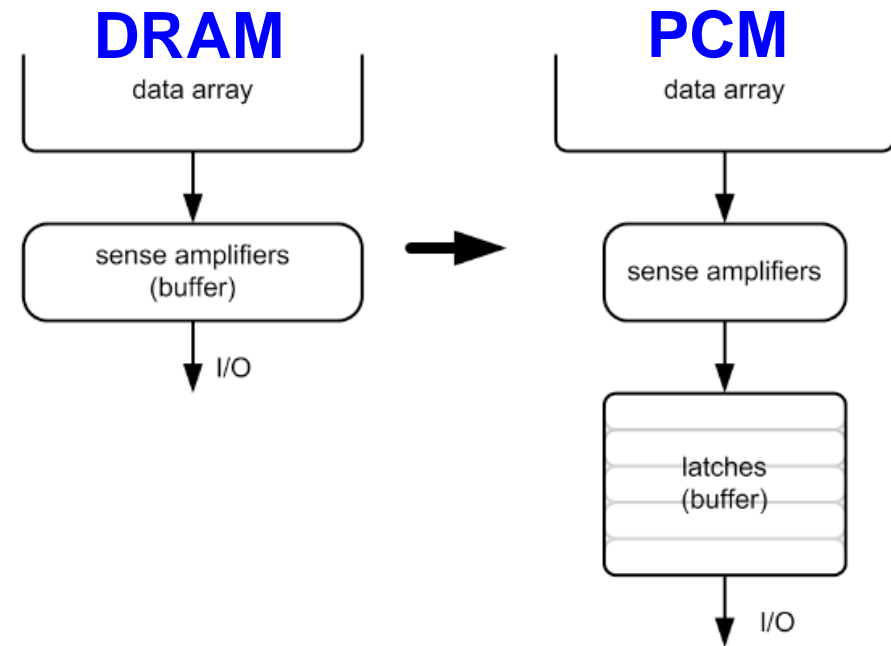 DRAM
data array
sense amplifiers
(buffer)
I/O
PCM
data array
sense amplifiers
latches
(buffer)
I/O